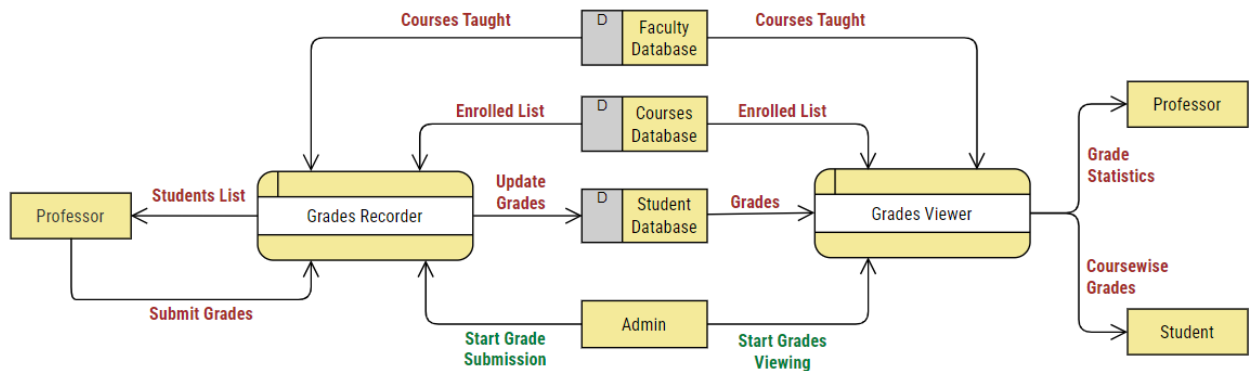 Courses Taught
D
Faculty
Database
Courses Taught
Enrolled List
D
Courses
Database
Enrolled List
Professor
Grade
Statistics
Professor
Students List
Grades Recorder
Update
Grades
D
Student
Database
Grades
Grades Viewer
Submit Grades
Start Grade
Submission
Admin
Start Grades
Viewing
Coursewise
Grades
Student